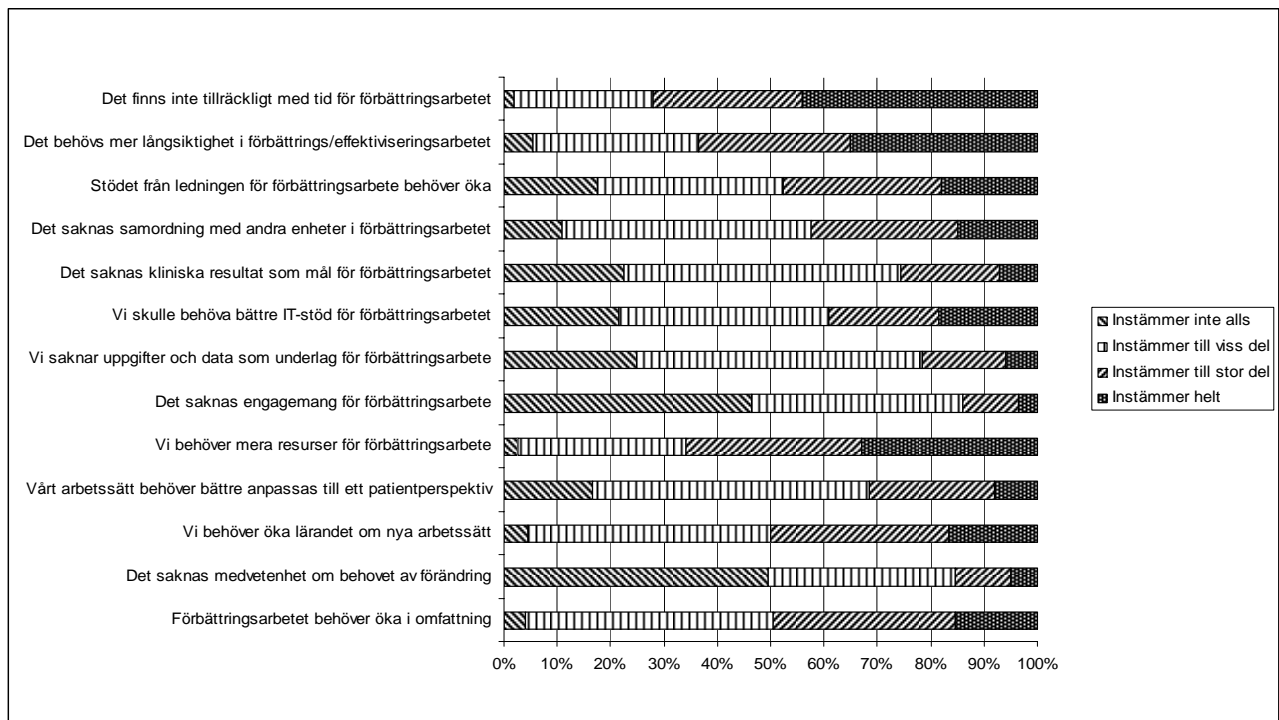 Det finns inte tillräckligt med tid för förbättringsarbetet
Det behövs mer långsiktighet i förbättrings/effektiviseringsarbetet
Stödet från ledningen för förbättringsarbete behöver öka
Det saknas samordning med andra enheter i förbättringsarbetet
Det saknas kliniska resultat som mål för förbättringsarbetet
Vi skulle behöva bättre IT-stöd för förbättringsarbetet
Vi saknar uppgifter och data som underlag för förbättringsarbete
Det saknas engagemang för förbättringsarbete
Vi behöver mera resurser för förbättringsarbete
Vårt arbetssätt behöver bättre anpassas till ett patientperspektiv
Vi behöver öka lärandet om nya arbetssätt
Det saknas medvetenhet om behovet av förändring
Förbättringsarbetet behöver öka i omfattning
0% 10% 20% 30% 40% 50% 60% 70% 80% 90% 100%
Instämmer inte alls
Instämmer till viss del
Instämmer till stor del
Instämmer helt